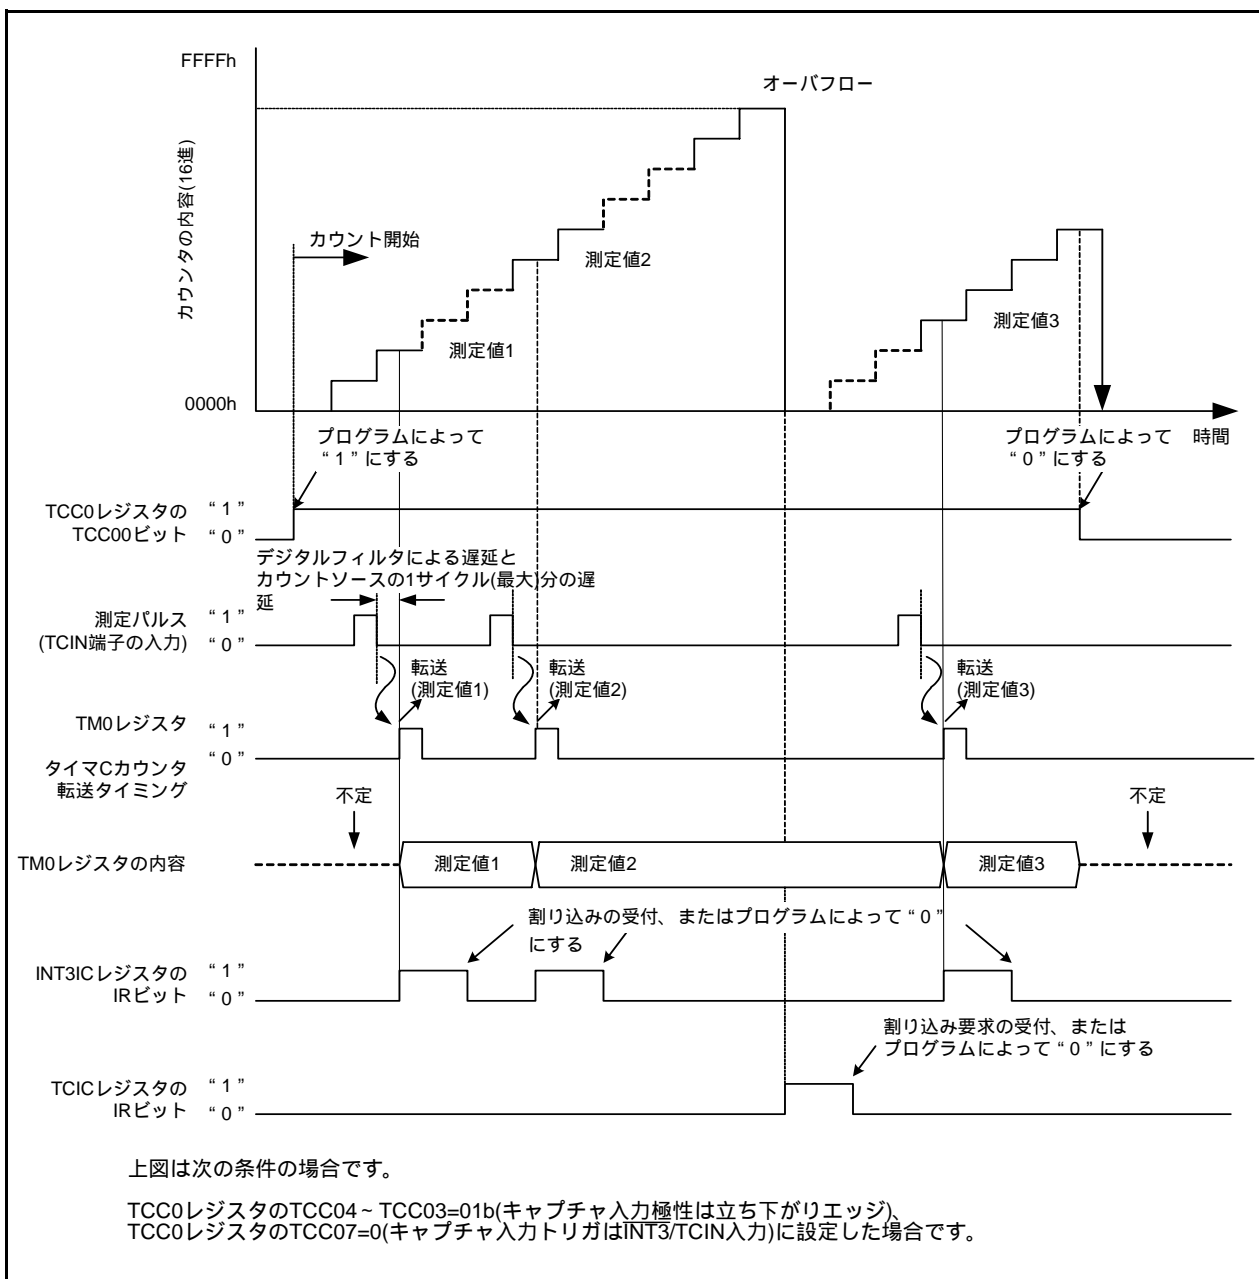 FFFFh
オーバフロー
カウンタの内容(16進)
カウント開始
測定値2
測定値1
測定値3
0000h
時間
プログラムによって
“ 1 ” にする
プログラムによって
“ 0 ” にする
TCC0レジスタの
TCC00ビット
“ 1 ”
“ 0 ”
デジタルフィルタによる遅延と
カウントソースの1サイクル(最大)分の遅
延
測定パルス
(TCIN端子の入力)
“ 1 ”
“ 0 ”
転送
(測定値1)
転送
(測定値2)
転送
(測定値3)
TM0レジスタ
“ 1 ”
“ 0 ”
タイマCカウンタ
転送タイミング
不定
不定
TM0レジスタの内容
測定値1
測定値2
測定値3
割り込みの受付、またはプログラムによって “ 0 ”
にする
INT3ICレジスタの
IRビット
“ 1 ”
“ 0 ”
割り込み要求の受付、または
プログラムによって “ 0 ” にする
TCICレジスタの
IRビット
“ 1 ”
“ 0 ”
上図は次の条件の場合です。
TCC0レジスタのTCC04 ~ TCC03=01b(キャプチャ入力極性は立ち下がりエッジ)、
TCC0レジスタのTCC07=0(キャプチャ入力トリガはINT3/TCIN入力)に設定した場合です。